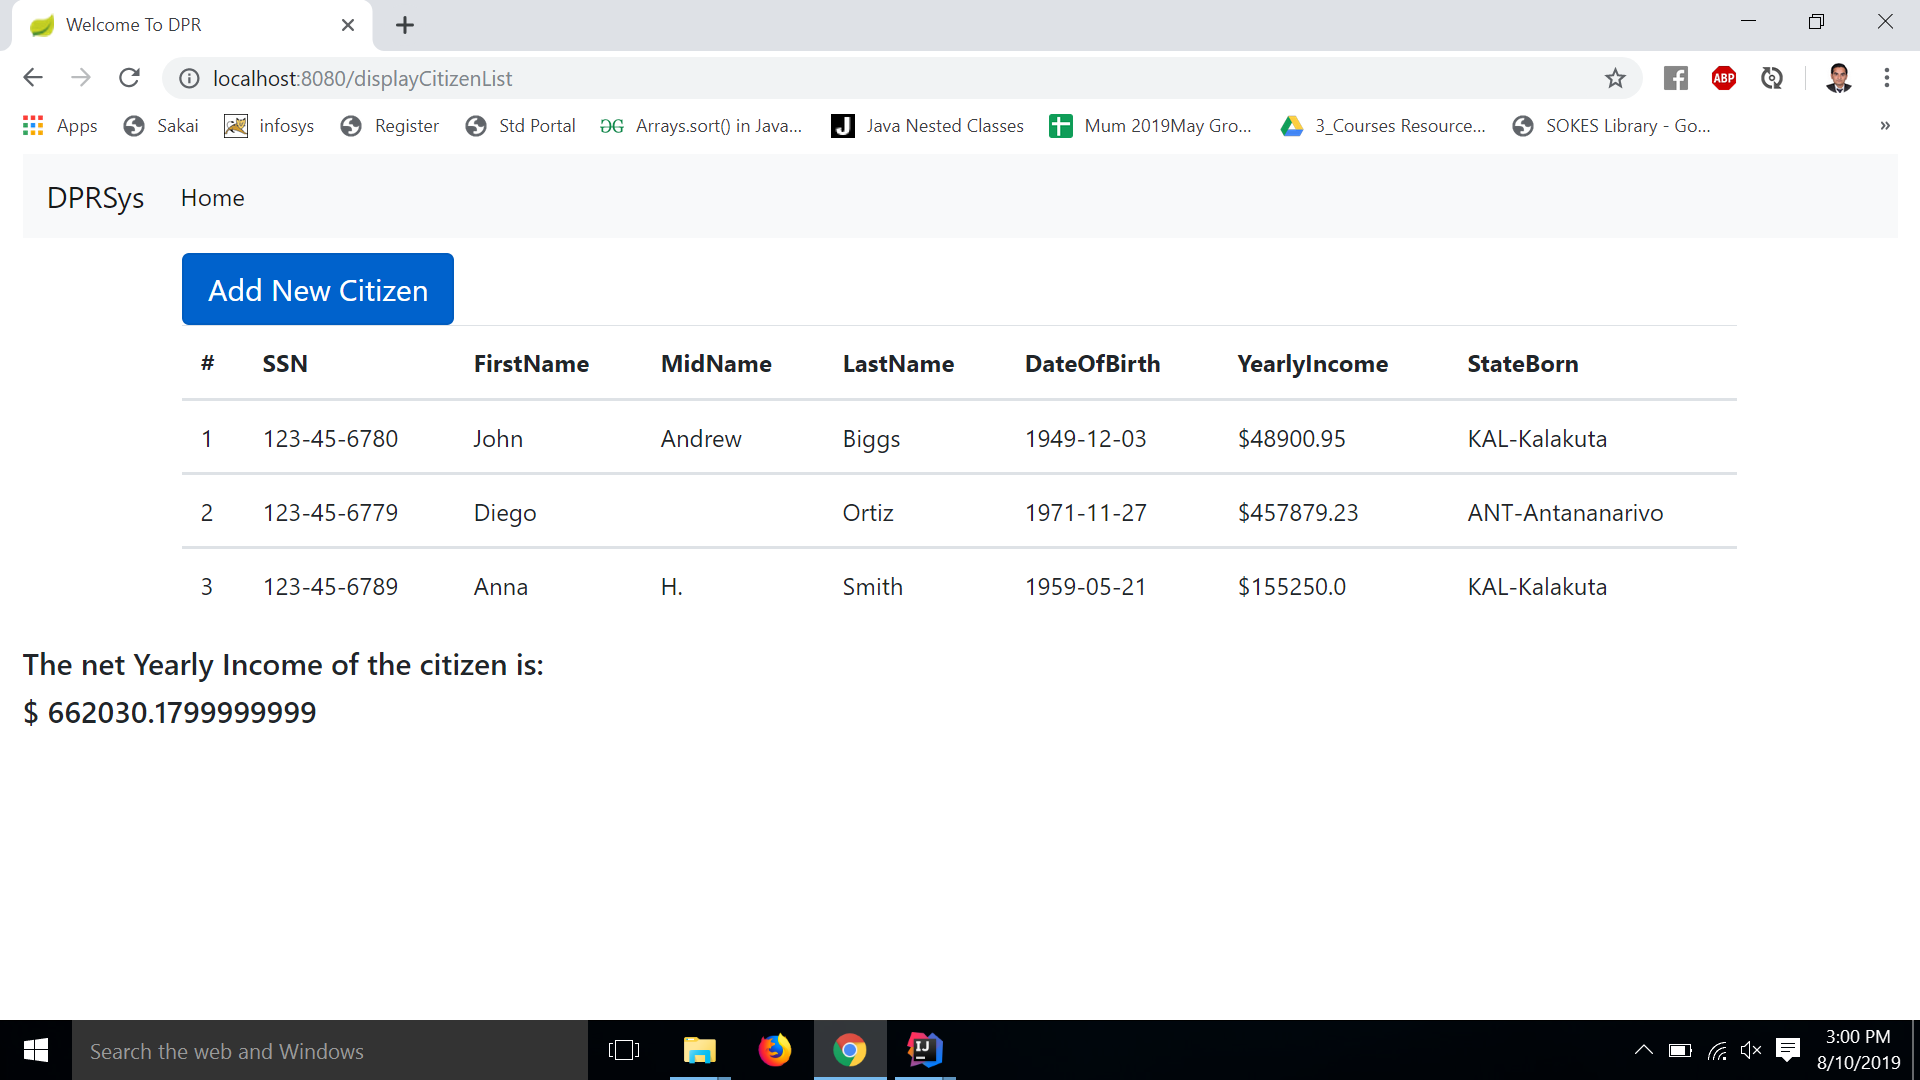 Welcome To DPR
localhost:8080/displayCitizenList
ABP
Apps Sakai infosys Register Std Portal Arrays.sort() in Java... Java Nested Classes Mum 2019May Gro... 3_Courses Resource... SOKES Library - Go... »
DPRSys Home
Add New Citizen
# SSN FirstName MidName LastName DateOfBirth YearlyIncome StateBorn
1 123-45-6780 John Andrew Biggs 1949-12-03 $48900.95 KAL-Kalakuta
2 123-45-6779 Diego Ortiz 1971-11-27 $457879.23 ANT-Antananarivo
3 123-45-6789 Anna H. Smith 1959-05-21 $155250.0 KAL-Kalakuta
The net Yearly Income of the citizen is:
$ 662030.1799999999
Search the web and Windows
3:00 PM
8/10/2019